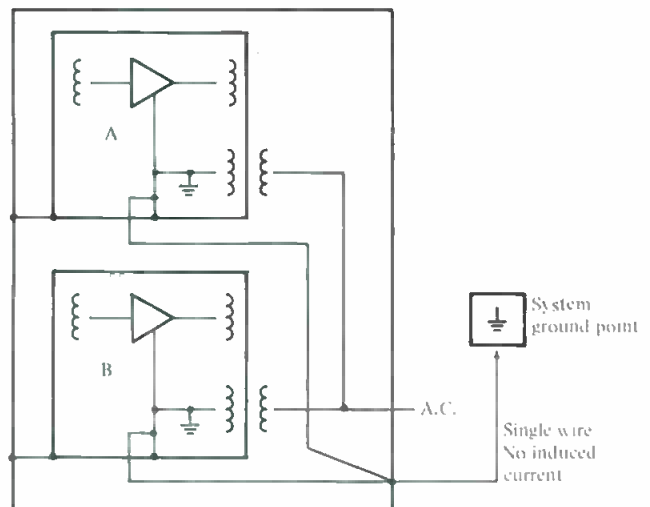 A
B
System
ground point
A.C.
Single wire
No induced
current